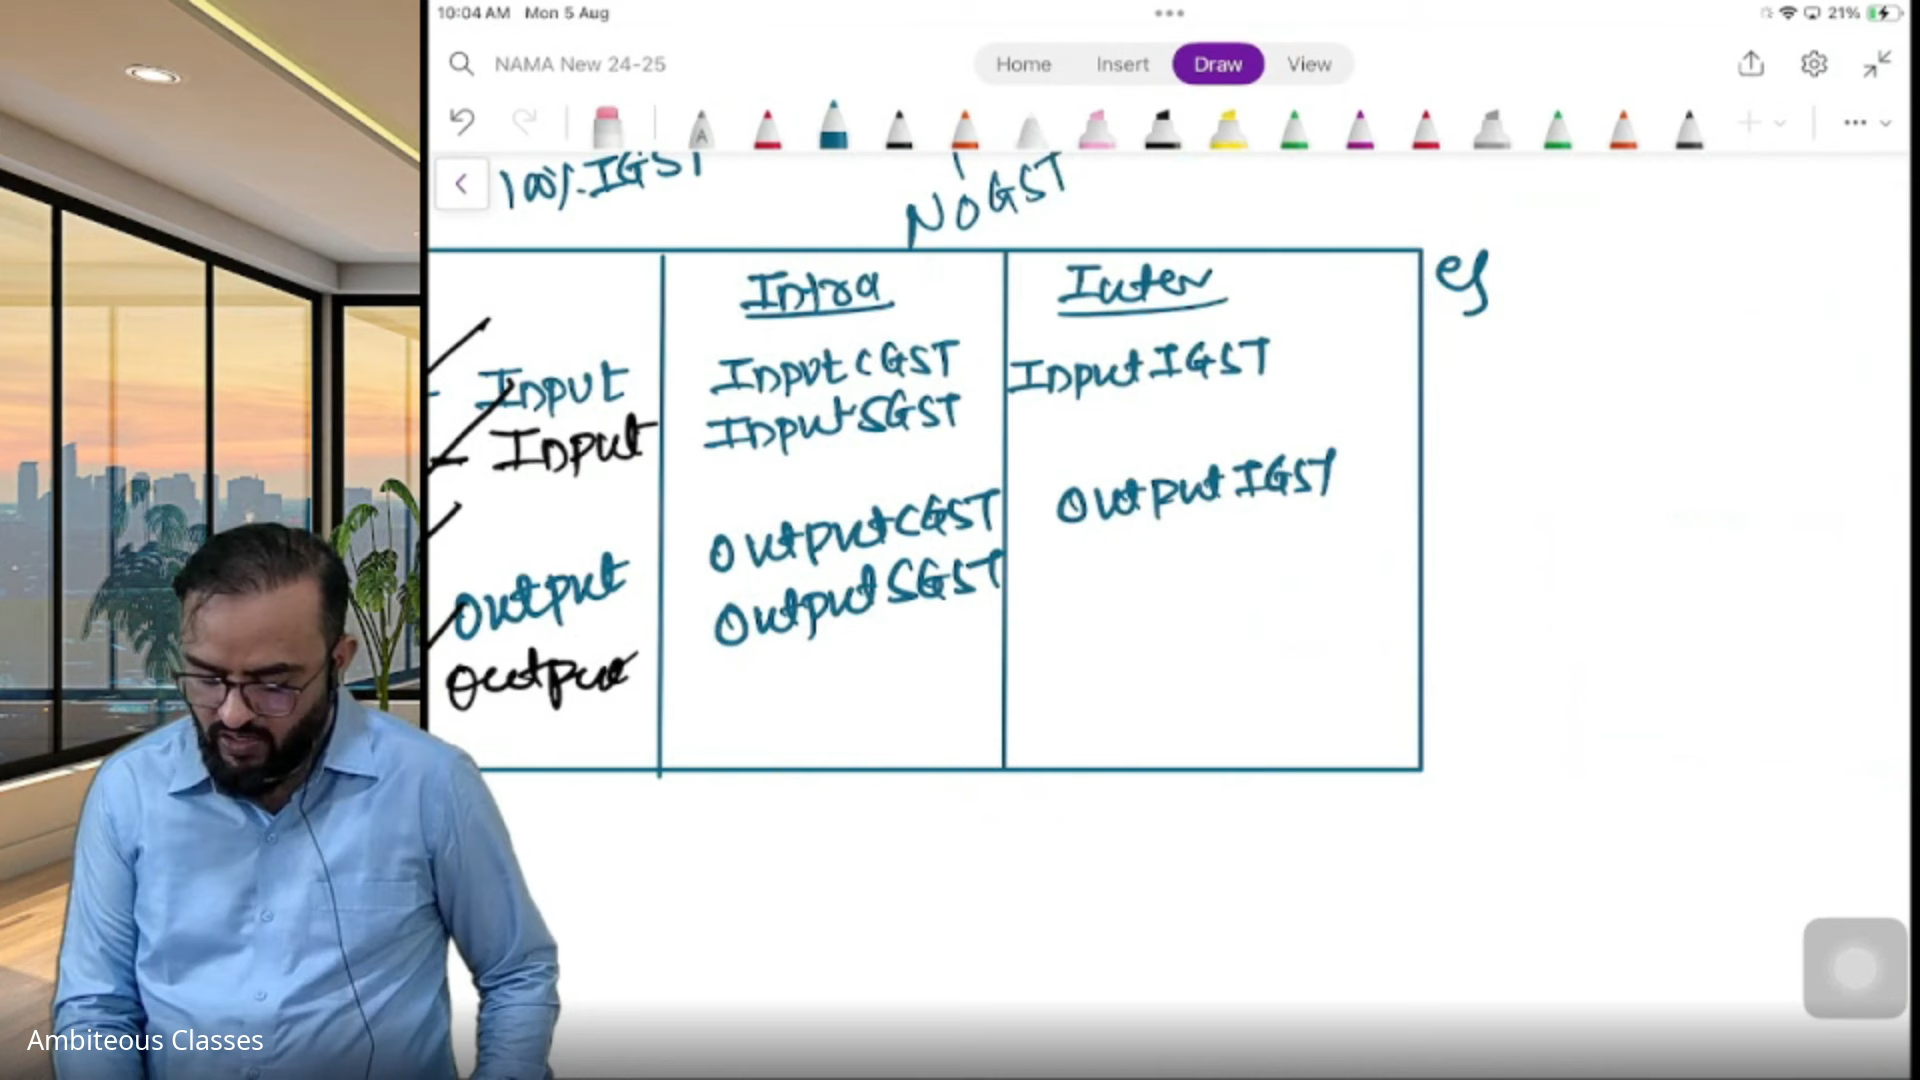 10:04 AM Mon 5 Aug
21%
NAMA New 24-25
Home Insert Draw View
A
100%.IGST
NO GST
Intra
Inter
eg
Input
Input CGST
Input IGST
Input
Input SGST
Output CGST
Output IGST
Output
Output SGST
Output
Ambiteous Classes